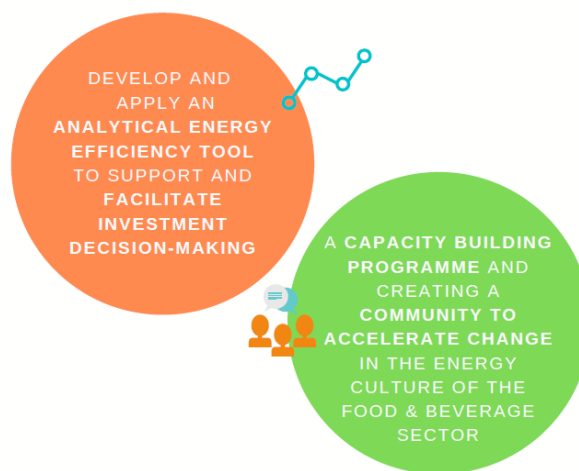 DEVELOP AND
APPLY AN
ANALYTICAL ENERGY
EFFICIENCY TOOL
TO SUPPORT AND
FACILITATE
INVESTMENT
DECISION-MAKING
A CAPACITY BUILDING
PROGRAMME AND
CREATING A
COMMUNITY TO
ACCELERATE CHANGE
IN THE ENERGY
CULTURE OF THE
FOOD & BEVERAGE
SECTOR